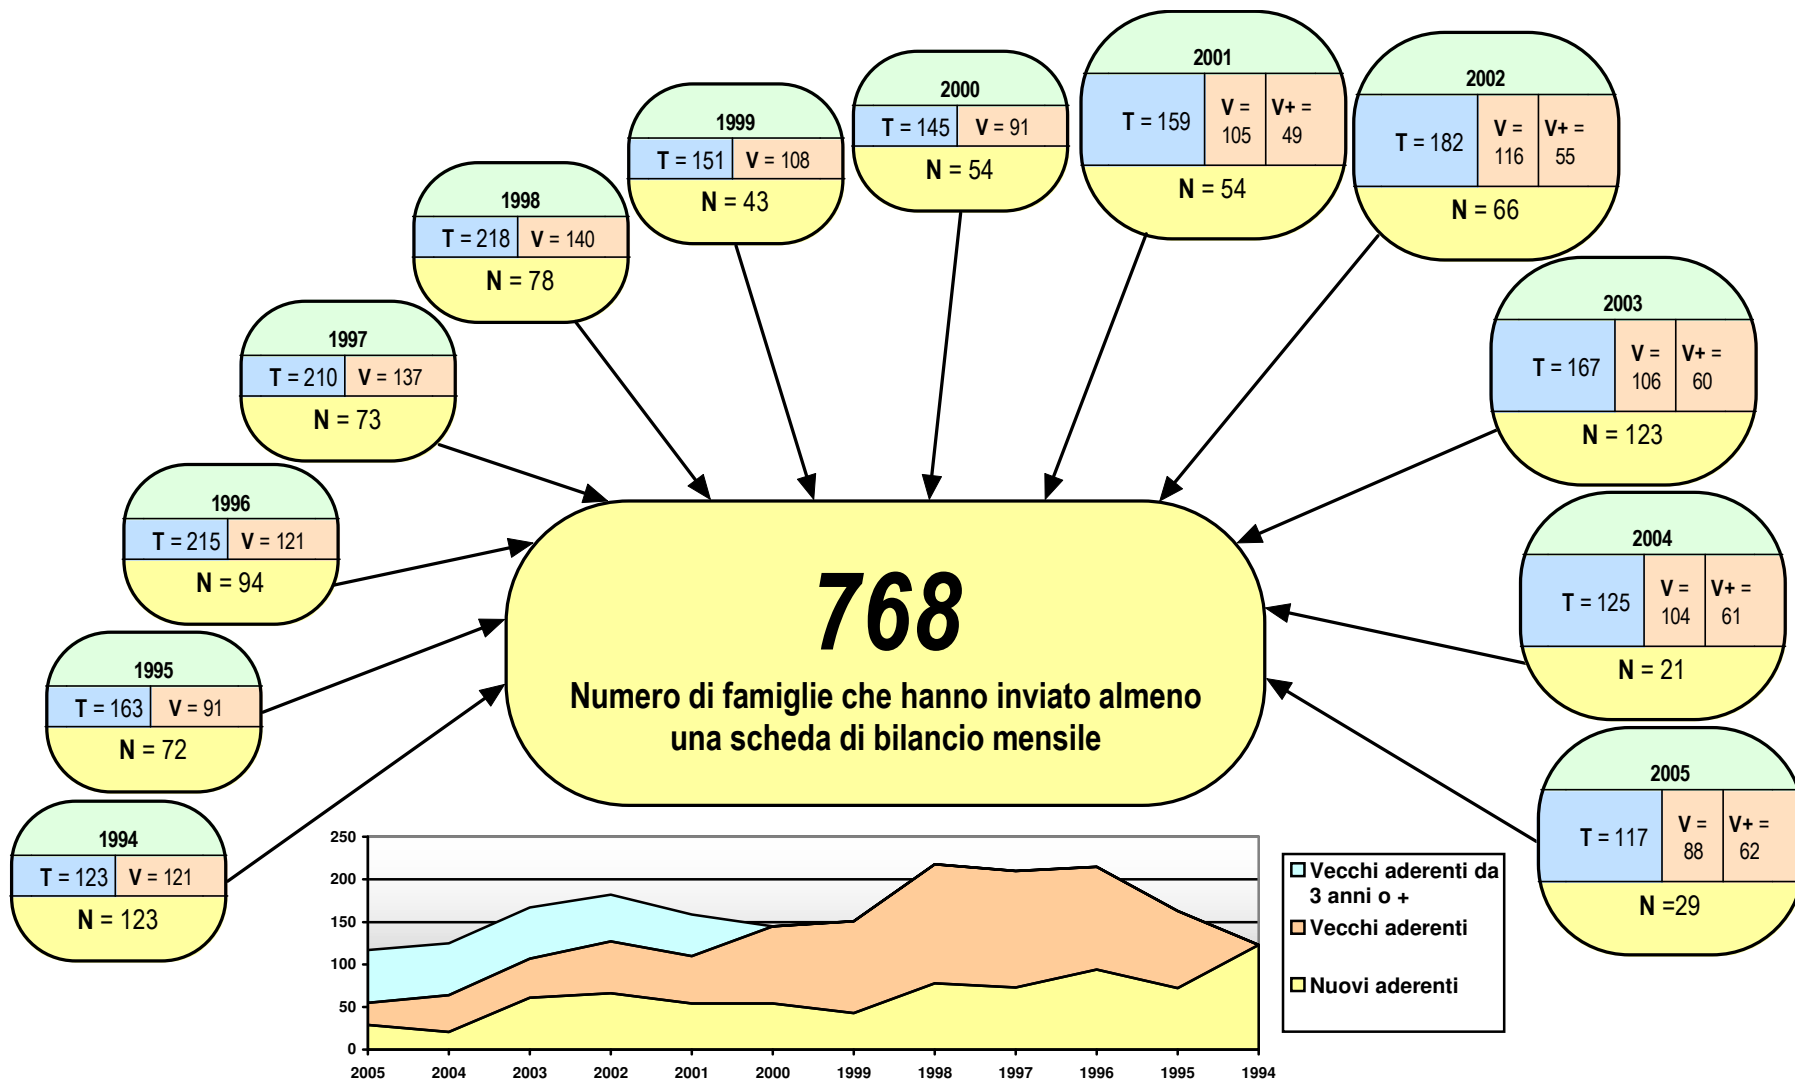 1994
T = 123 V = 121
N = 123
1995
T = 163 V = 91
N = 72
1996
T = 215 V = 121
N = 94
1997
T = 210 V = 137
N = 73
1998
T = 218 V = 140
N = 78
1999
T = 151 V = 108
N = 43
2000
T = 145 V = 91
N = 54
2001
T = 159 V = 105 V+ = 49
N = 54
2002
T = 182 V = 116 V+ = 55
N = 66
2003
T = 167 V = 106 V+ = 60
N = 123
2004
T = 125 V = 104 V+ = 61
N = 21
2005
T = 117 V = 88 V+ = 62
N =29
768
Numero di famiglie che hanno inviato almeno
una scheda di bilancio mensile
250
200
150
100
50
0
2005 2004 2003 2002 2001 2000 1999 1998 1997 1996 1995 1994
Vecchi aderenti da
3 anni o +
Vecchi aderenti
Nuovi aderenti